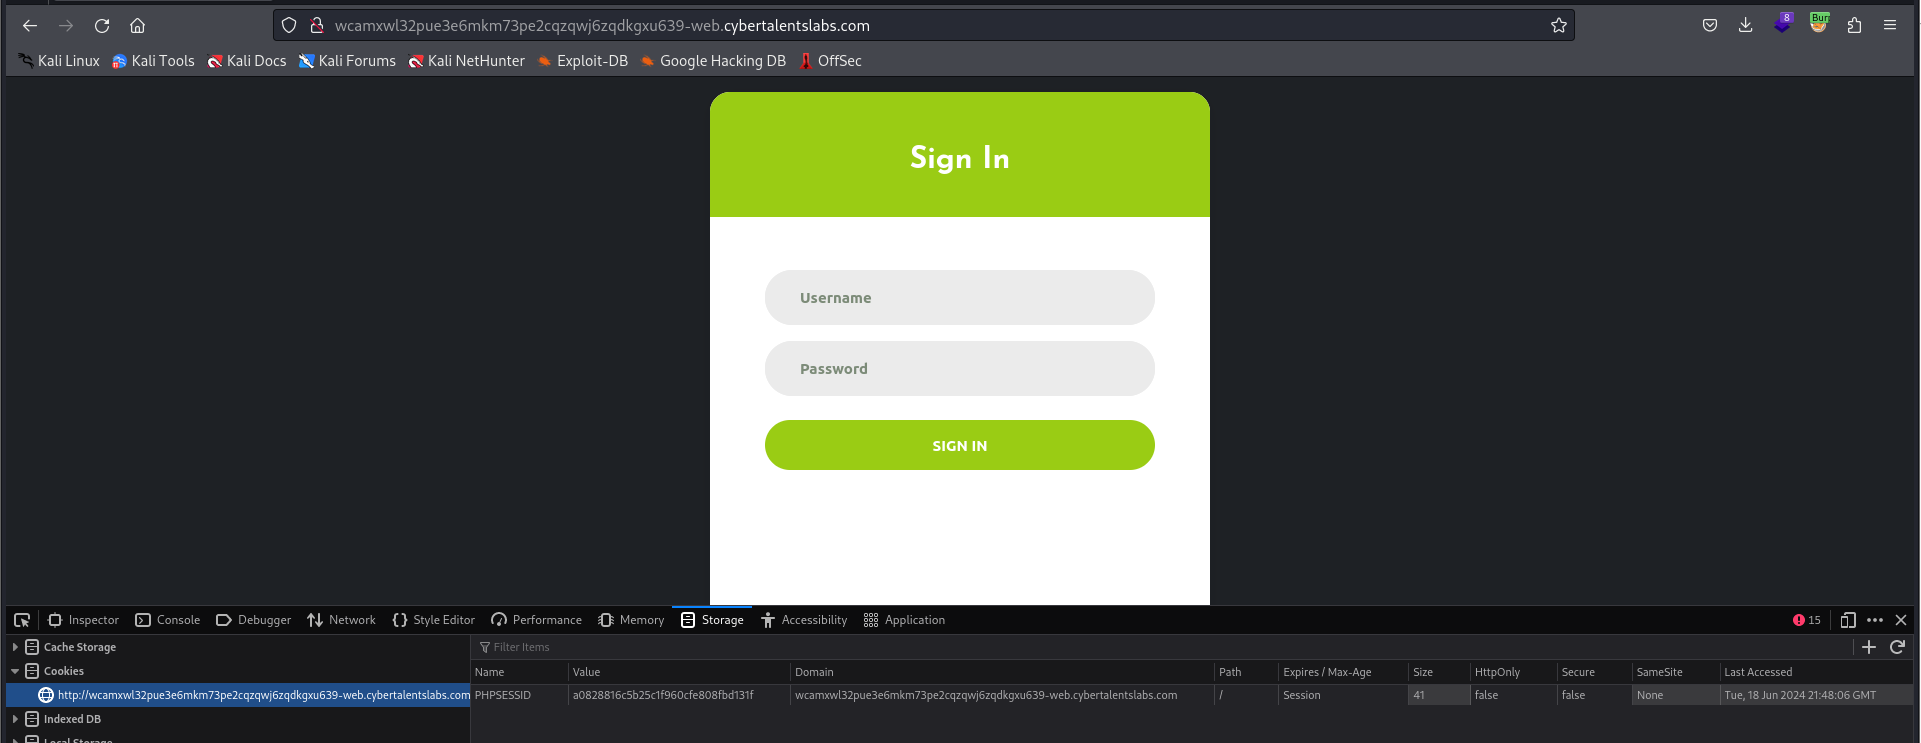 wcamxwl32pue3e6mkm73pe2cqzqwj6zqdkgxu639-web.cybertalentslabs.com 8 Burr
Kali Linux Kali Tools Kali Docs Kali Forums Kali NetHunter Exploit-DB Google Hacking DB OffSec
Sign In
Username
Password
SIGN IN
Inspector Console Debugger Network Style Editor Performance Memory Storage Accessibility Application 15
Cache Storage Filter Items
Cookies Name Value Domain Path Expires / Max-Age Size HttpOnly Secure SameSite Last Accessed
http://wcamxwl32pue3e6mkm73pe2cqzqwj6zqdkgxu639-web.cybertalentslabs.com PHPSESSID a0828816c5b25c1f960cfe808fbd131f wcamxwl32pue3e6mkm73pe2cqzqwj6zqdkgxu639-web.cybertalentslabs.com / Session 41 false false None Tue, 18 Jun 2024 21:48:06 GMT
Indexed DB
Local Storage